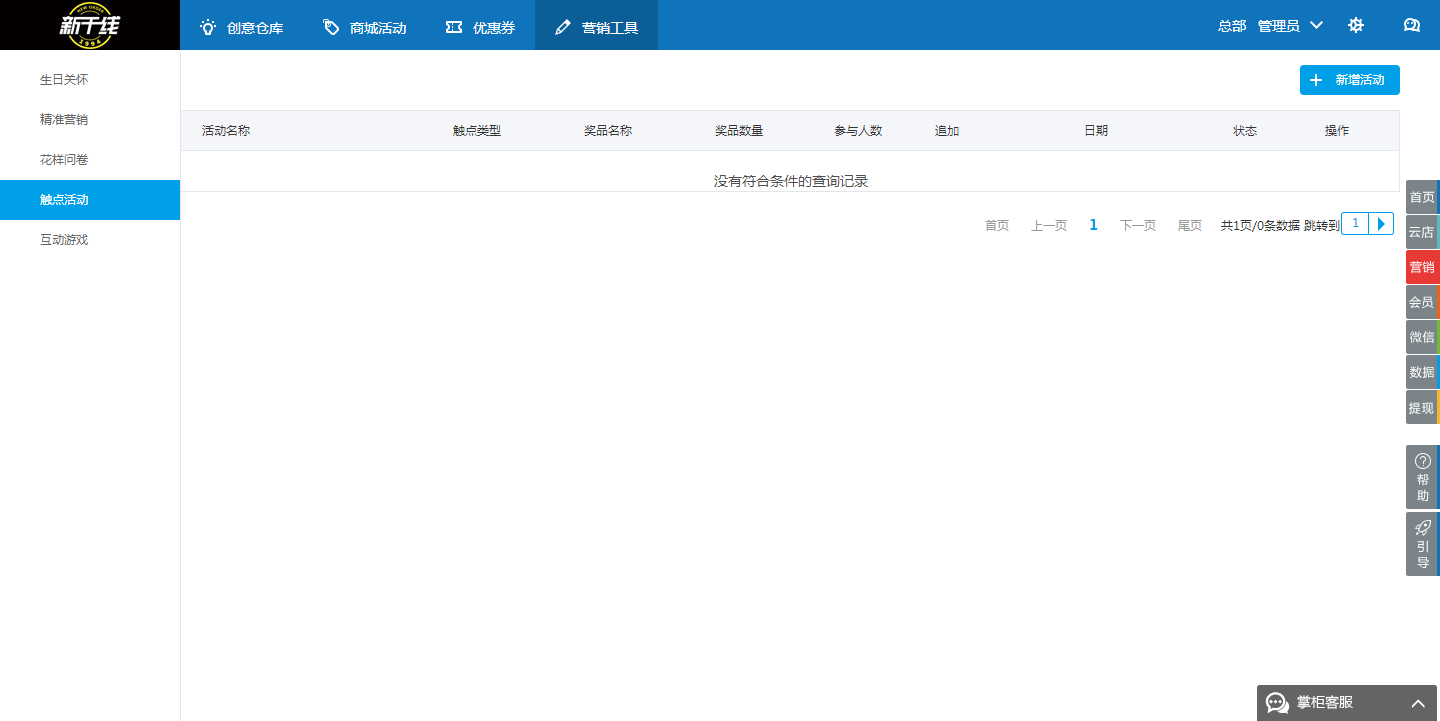 NEW ORDER
新干线
1994
创意仓库 商城活动 优惠券 营销工具 总部 管理员
生日关怀
精准营销
花样问卷
触点活动
互动游戏
新增活动
活动名称 触点类型 奖品名称 奖品数量 参与人数 追加 日期 状态 操作
没有符合条件的查询记录
首页 上一页 1 下一页 尾页 共1页/0条数据 跳转到 1
首页
云店
营销
会员
微信
数据
提现
帮
助
引
导
掌柜客服